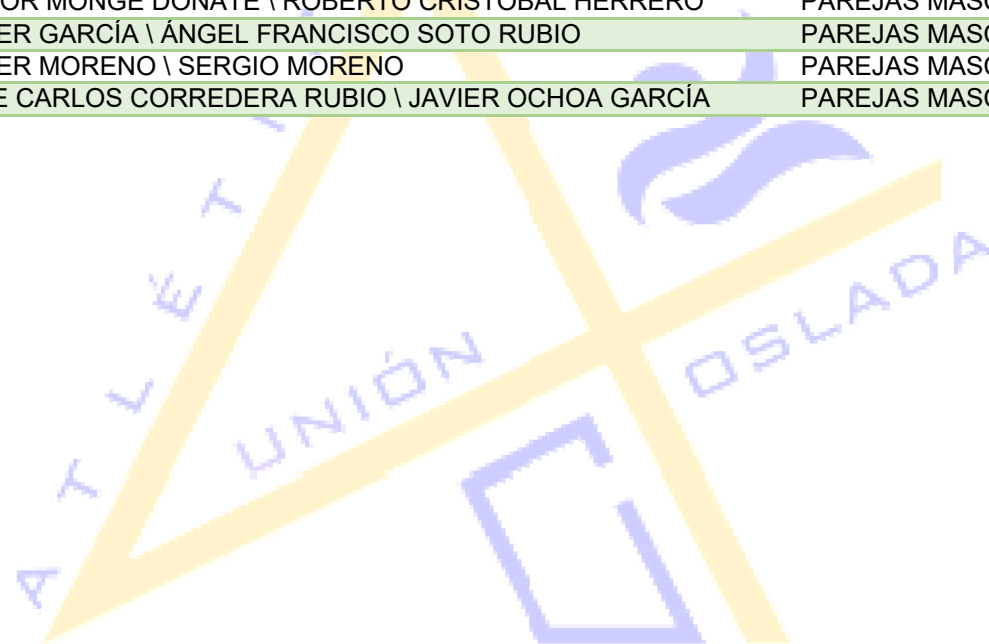 OR MONGE DONATE \ ROBERTO CRISTOBAL HERRERO PAREJAS MASC
ER GARCÍA \ ÁNGEL FRANCISCO SOTO RUBIO PAREJAS MASC
ER MORENO \ SERGIO MORENO PAREJAS MASC
E CARLOS CORREDERA RUBIO \ JAVIER OCHOA GARCÍA PAREJAS MASC
ATLÉTI
UNIÓN
OSLADA